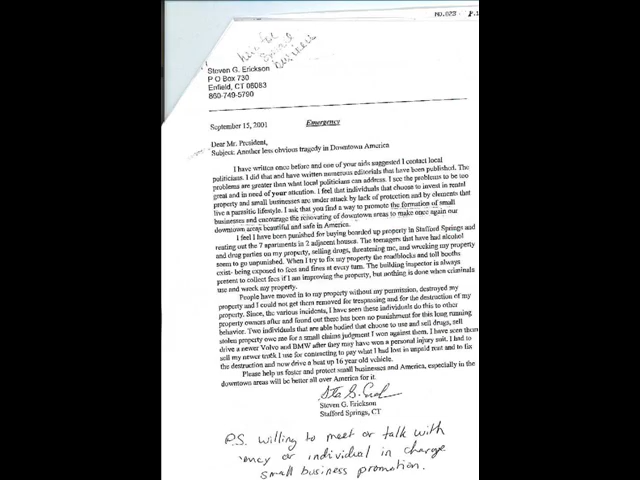 NO.023 P.1
here for
small
business
Steven G. Erickson
P O Box 730
Enfield, CT 06083
860-749-5790
September 15, 2001 Emergency
Dear Mr. President,
Subject: Another less obvious tragedy in Downtown America
I have written once before and one of your aids suggested I contact local
politicians. I did that and have written numerous editorials that have been published. The
problems are greater than what local politicians can address. I see the problems to be too
great and in need of your attention. I feel that individuals that choose to invest in rental
property and small businesses are under attack by lack of protection and by elements that
live a parasitic lifestyle. I ask that you find a way to promote the formation of small
businesses and encourage the renovating of downtown areas to make once again our
downtown areas beautiful and safe in America.
I feel I have been punished for buying boarded up property in Stafford Springs and
renting out the 7 apartments in 2 adjacent houses. The teenagers that have had alcohol
and drug parties on my property, selling drugs, threatening me, and wrecking my property
seem to go unpunished. When I try to fix my property the roadblocks and toll booths
exist- being exposed to fees and fines at every turn. The building inspector is always
present to collect fees if I am improving the property, but nothing is done when criminals
use and wreck my property.
People have moved in to my property without my permission, destroyed my
property and I could not get them removed for trespassing and for the destruction of my
property. Since, the various incidents, I have seen these individuals do this to other
property owners after and found out there has been no punishment for this long running
behavior. Two individuals that are able bodied that choose to use and sell drugs, sell
stolen property owe me for a small claims judgment I won against them. I have seen them
drive a newer Volvo and BMW after they may have won a personal injury suit. I had to
sell my newer truck I use for contracting to pay what I had lost in unpaid rent and to fix
the destruction and now drive a beat up 16 year old vehicle.
Please help us foster and protect small businesses and America, especially in the
downtown areas will be better all over America for it.
Steven G. Erickson
Stafford Springs, CT
P.S. willing to meet or talk with
or individual in charge
small business promotion.